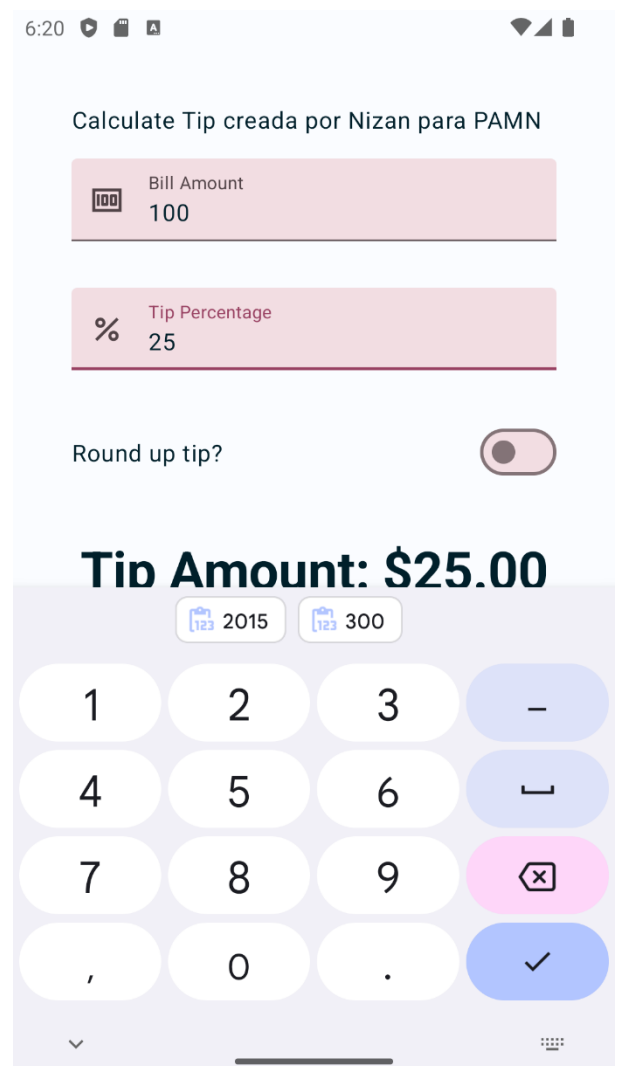 6:20
Calculate Tip creada por Nizan para PAMN
Bill Amount
100
Tip Percentage
25
Round up tip?
Tip Amount: $25.00
2015 300
1 2 3 –
4 5 6
7 8 9
, 0 .